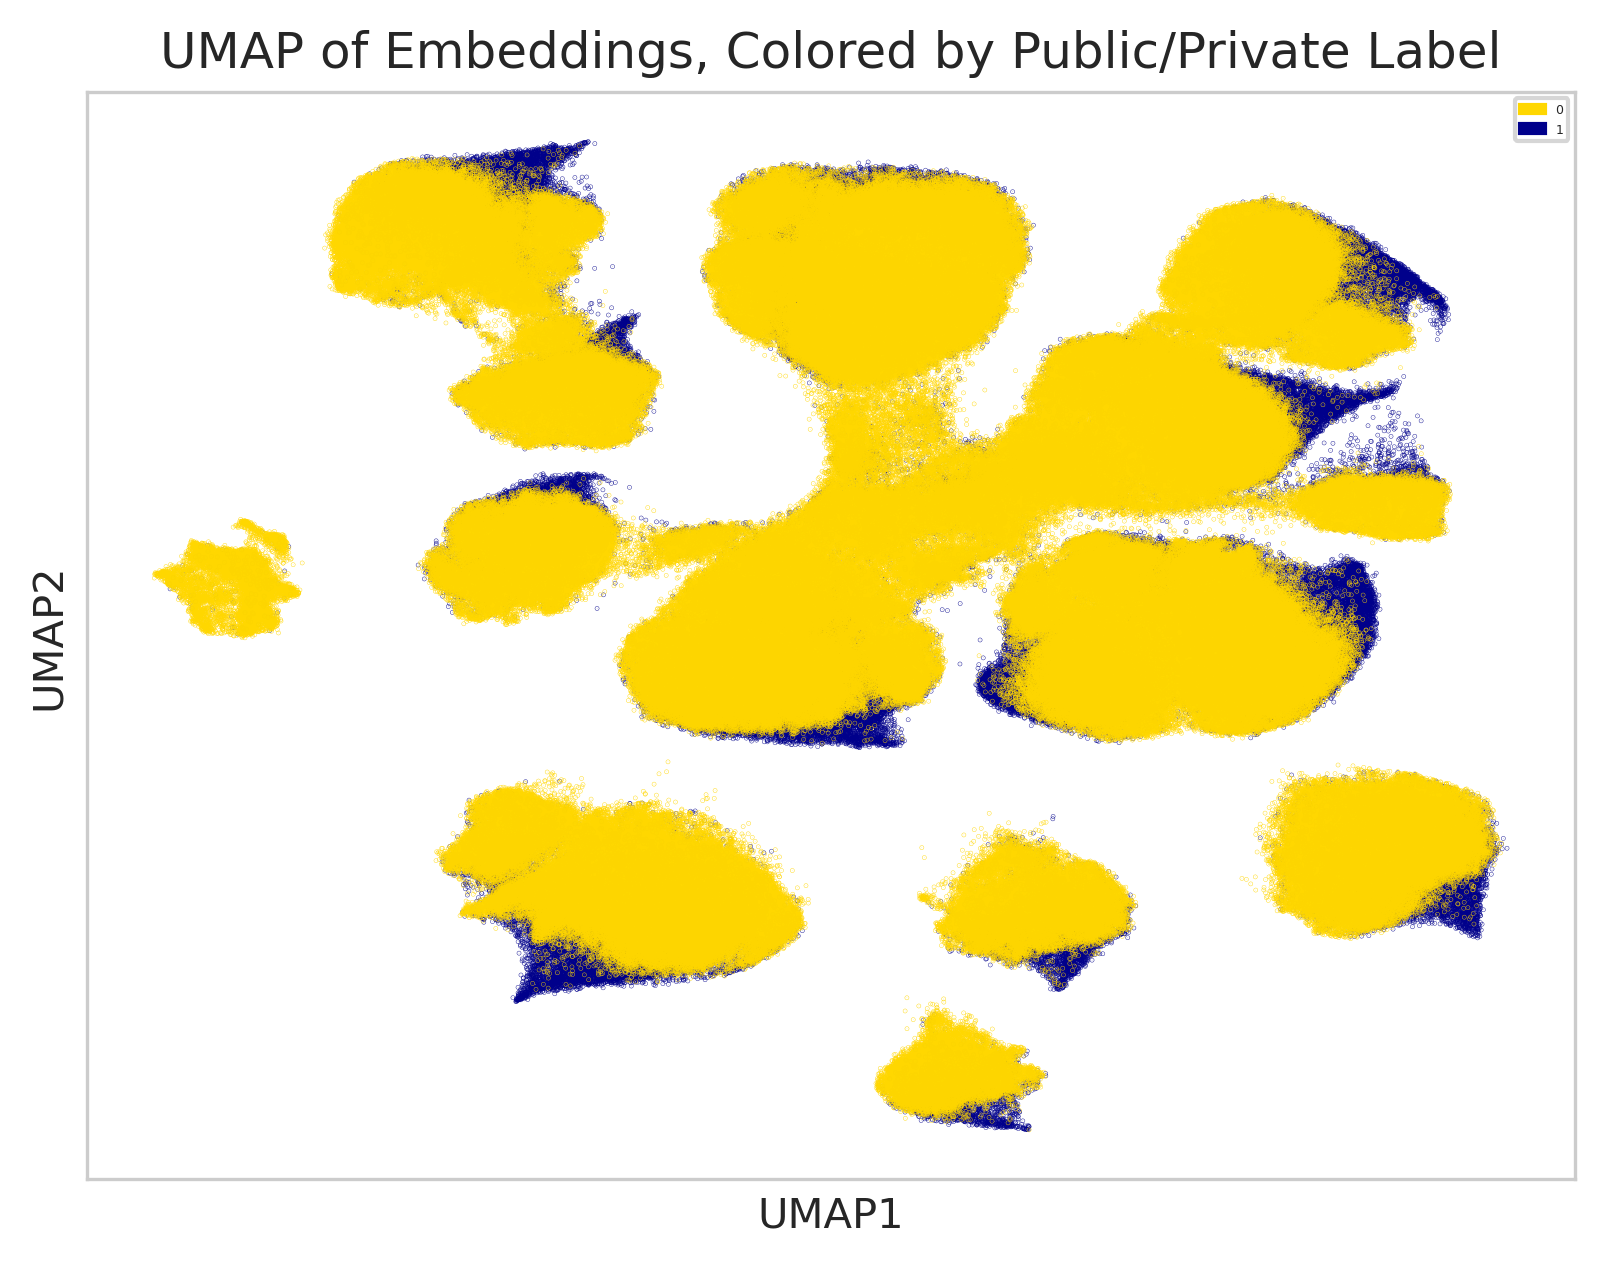 UMAP of Embeddings, Colored by Public/Private Label
0
1
UMAP2
UMAP1